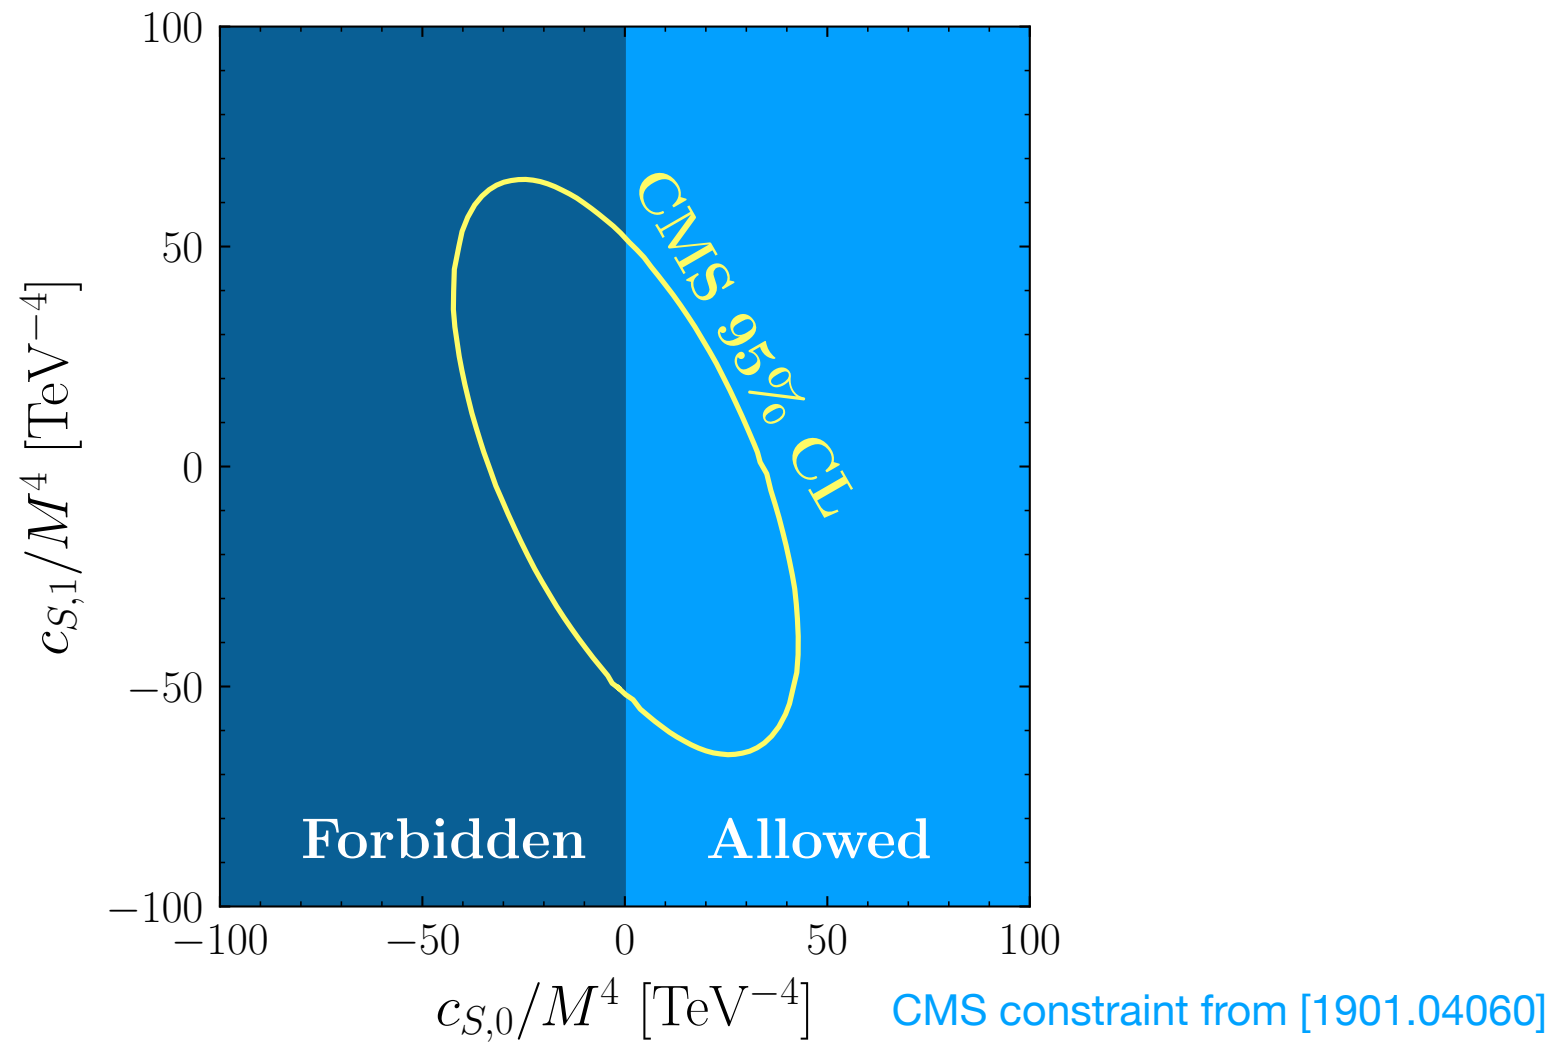 100
50
0
−50
−100
c_{S,1}/M^4 [TeV^{−4}]
CMS 95% CL
Forbidden
Allowed
−100
−50
0
50
100
c_{S,0}/M^4 [TeV^{−4}]
CMS constraint from [1901.04060]